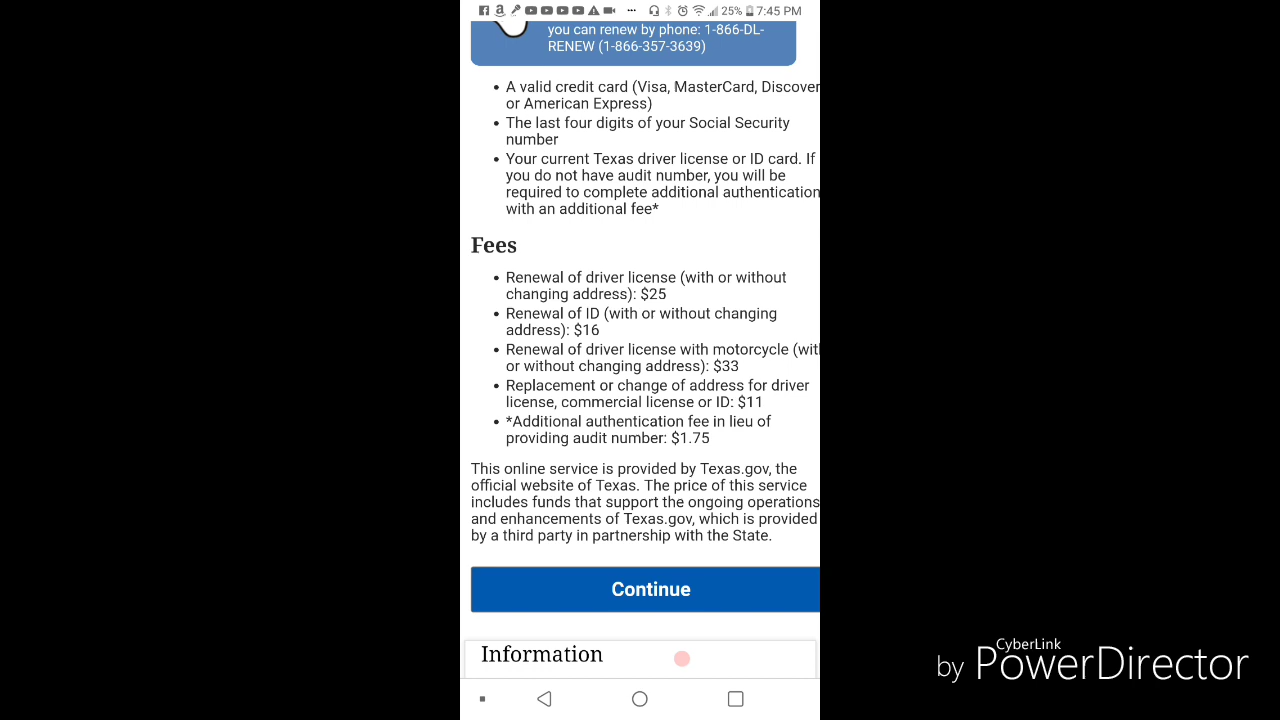 25% 7:45 PM
you can renew by phone: 1-866-DL-
RENEW (1-866-357-3639)
• A valid credit card (Visa, MasterCard, Discover
or American Express)
• The last four digits of your Social Security
number
• Your current Texas driver license or ID card. If
you do not have audit number, you will be
required to complete additional authentication
with an additional fee*
Fees
• Renewal of driver license (with or without
changing address): $25
• Renewal of ID (with or without changing
address): $16
• Renewal of driver license with motorcycle (wit
or without changing address): $33
• Replacement or change of address for driver
license, commercial license or ID: $11
• *Additional authentication fee in lieu of
providing audit number: $1.75
This online service is provided by Texas.gov, the
official website of Texas. The price of this service
includes funds that support the ongoing operations
and enhancements of Texas.gov, which is provided
by a third party in partnership with the State.
Continue
Information
CyberLink
by PowerDirector